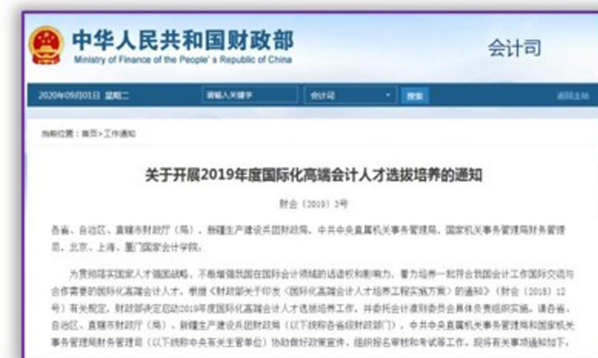 中华人民共和国财政部
Ministry of Finance of the People's Republic of China
会计司
2020年09月01日 星期二
请输入关键字
会计司
搜索
返回主站
当前位置：首页>工作通知
关于开展2019年度国际化高端会计人才选拔培养的通知
财会〔2019〕3号
各省、自治区、直辖市财政厅（局），新疆生产建设兵团财政局，中共中央直属机关事务管理局，国家机关事务管理局财务管理
司，北京、上海、厦门国家会计学院：
为贯彻落实国家人才强国战略，不断增强我国在国际会计领域的话语权和影响力，着力培养一批符合我国会计工作国际交流与
合作需要的国际化高端会计人才，根据《财政部关于印发〈国际化高端会计人才培养工程实施方案〉的通知》（财会〔2018〕12
号）有关规定，财政部决定启动2019年度国际化高端会计人才选拔培养工作，并委托会计准则委员会具体负责组织实施。请各省、
自治区、直辖市财政厅（局）、新疆生产建设兵团财政局（以下统称各省级财政部门），中共中央直属机关事务管理局和国家机关
事务管理局财务管理司（以下统称中央有关主管单位）协助做好政策宣传、组织报名审核和考试等工作。现将有关事项通知如下。